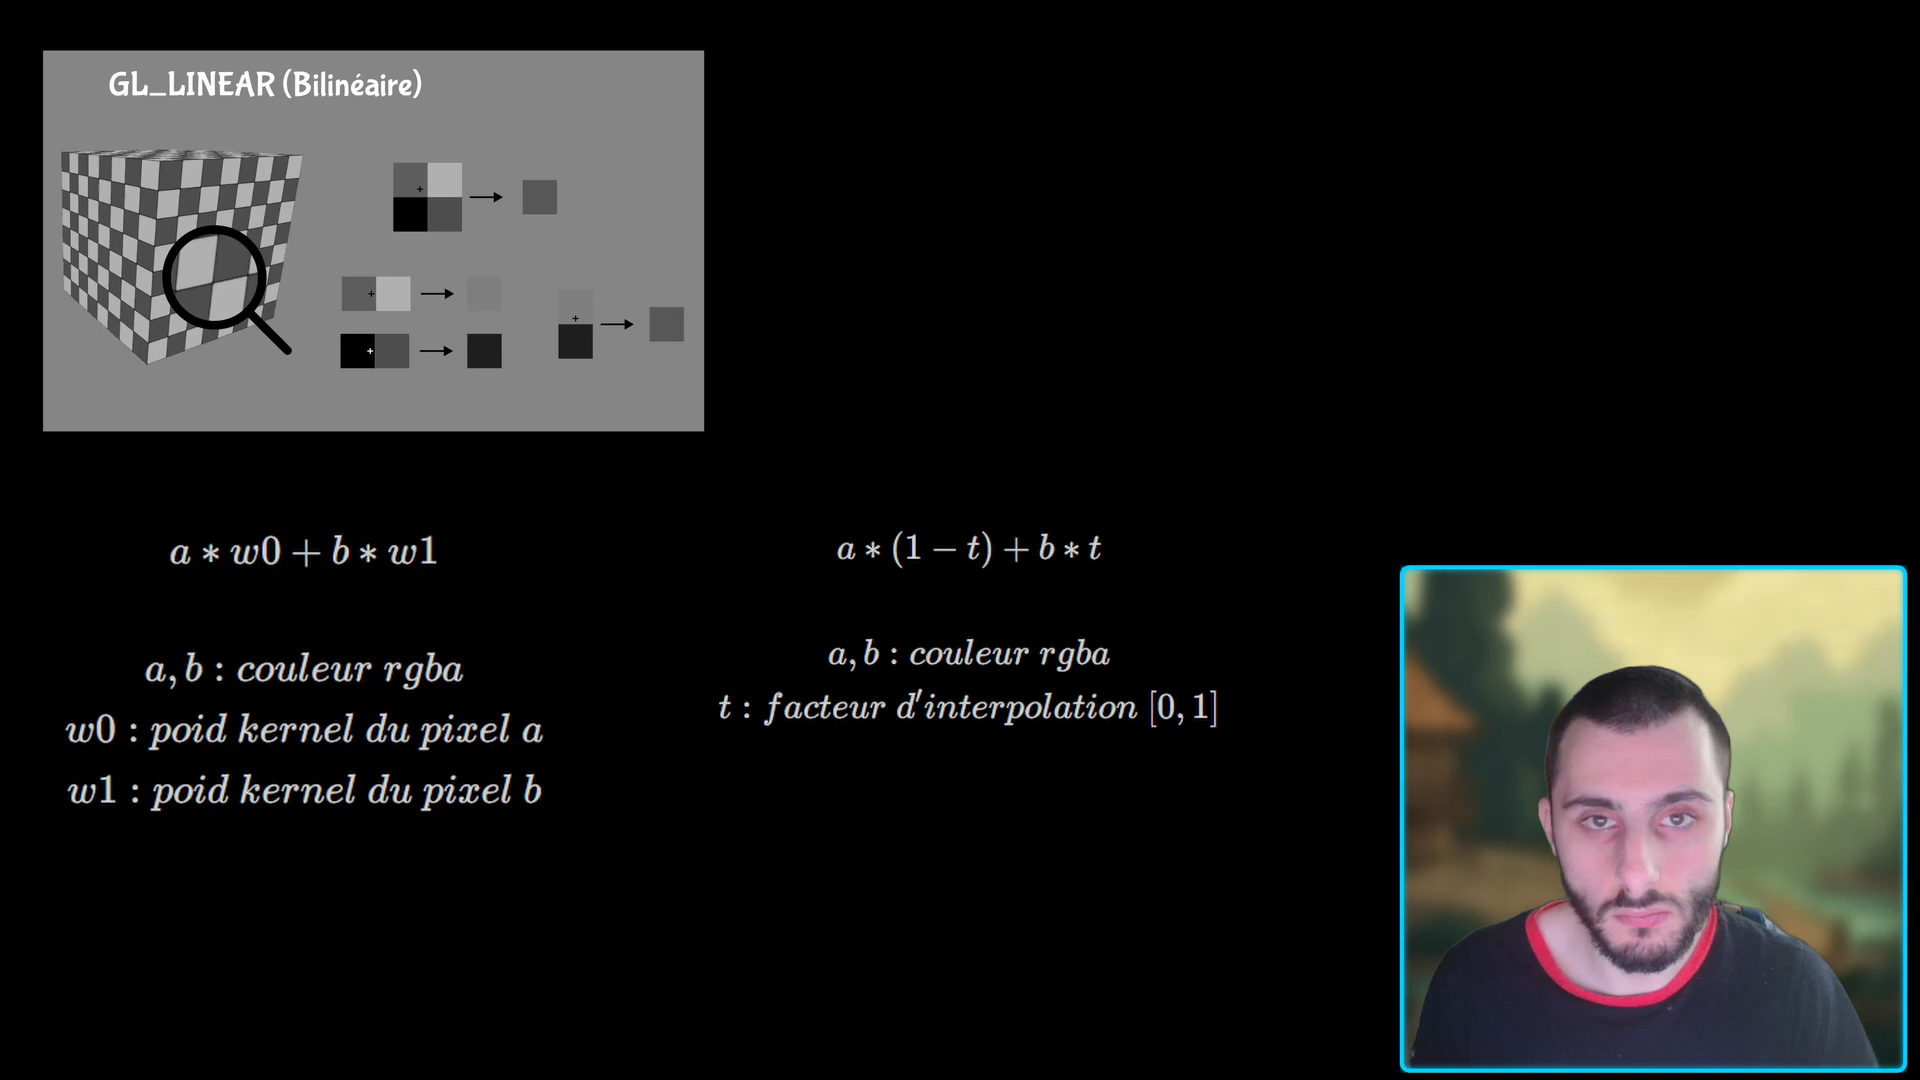 GL_LINEAR (Bilinéaire)
a ∗ w0 + b ∗ w1
a, b : couleur rgba
w0 : poid kernel du pixel a
w1 : poid kernel du pixel b
a ∗ (1 − t) + b ∗ t
a, b : couleur rgba
t : facteur d'interpolation [0, 1]